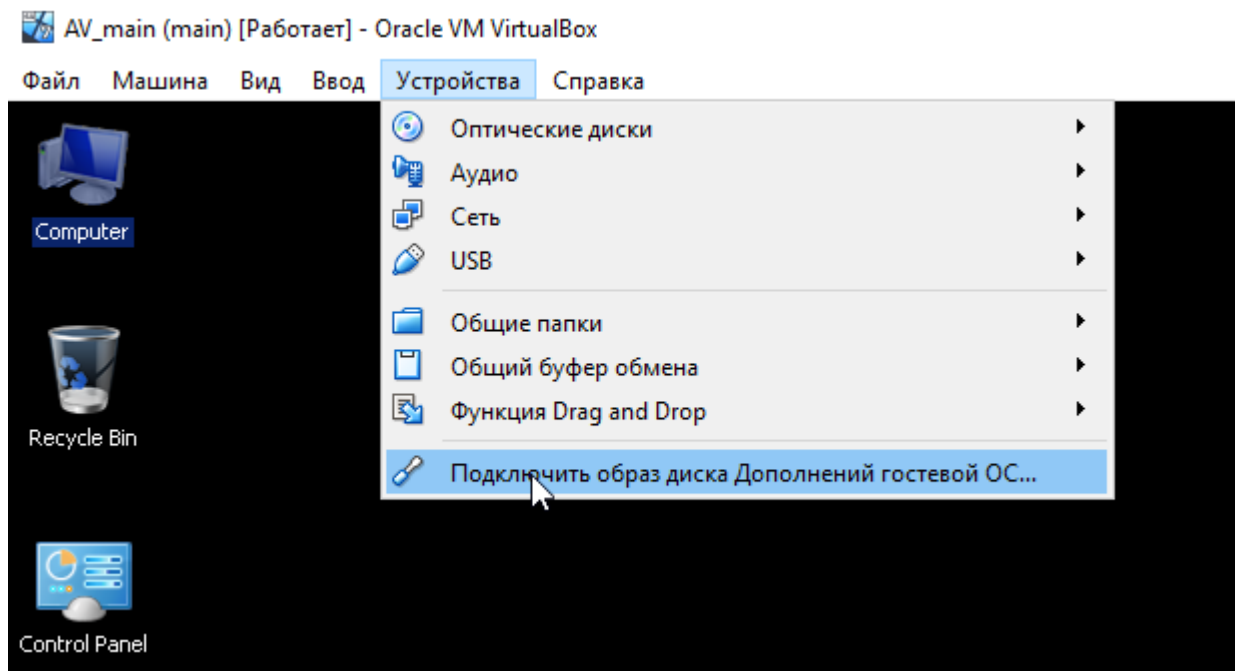 AV_main (main) [Работает] - Oracle VM VirtualBox
Файл Машина Вид Ввод Устройства Справка
Оптические диски
Аудио
Сеть
USB
Общие папки
Общий буфер обмена
Функция Drag and Drop
Подключить образ диска Дополнений гостевой ОС...
Computer
Recycle Bin
Control Panel